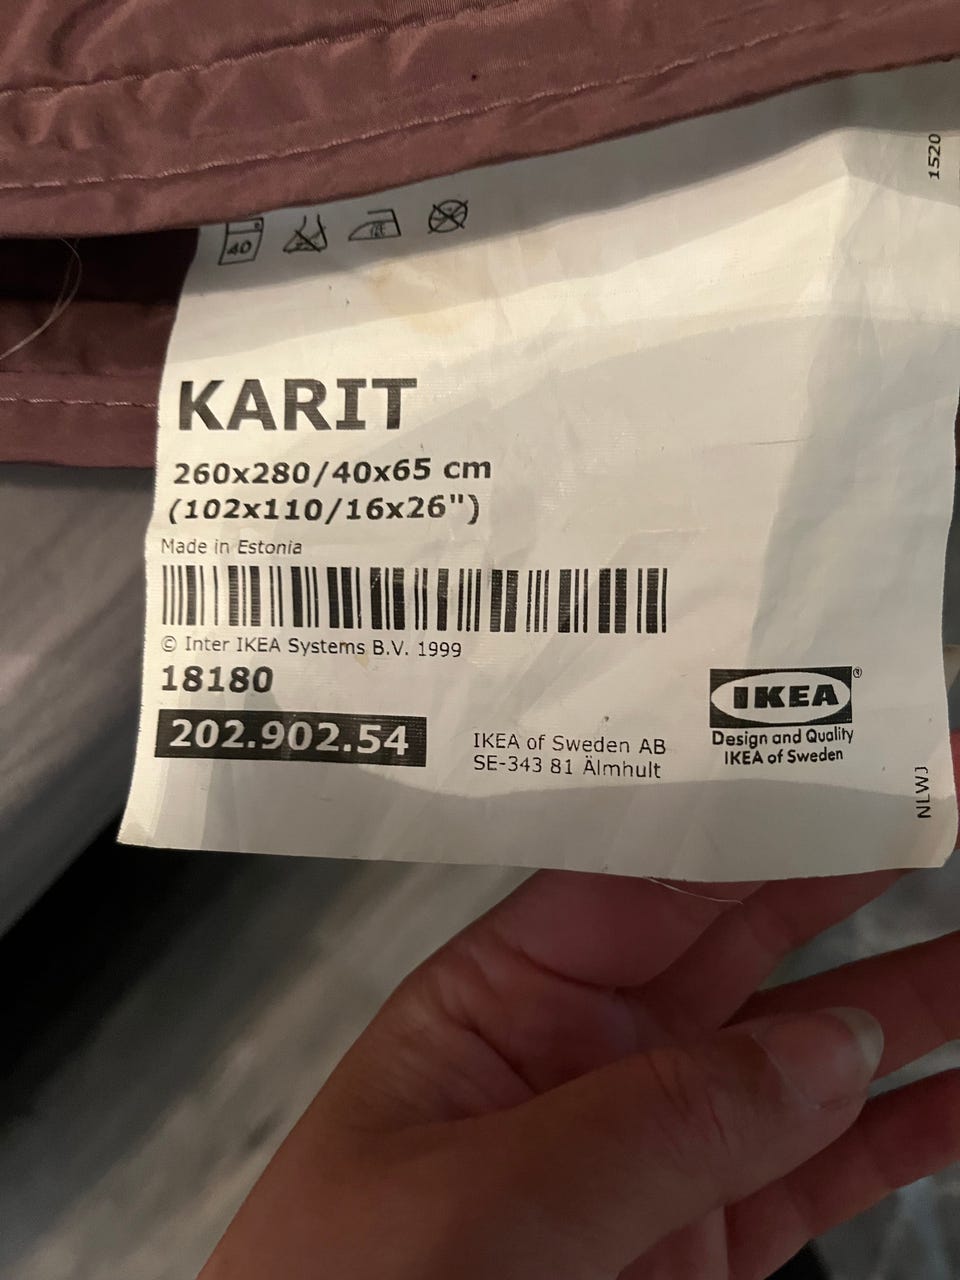 1520
40
KARIT
260x280/40x65 cm
(102x110/16x26")
Made in Estonia
© Inter IKEA Systems B.V. 1999
18180
202.902.54
IKEA of Sweden AB
SE-343 81 Älmhult
IKEA®
Design and Quality
IKEA of Sweden
NLWJ